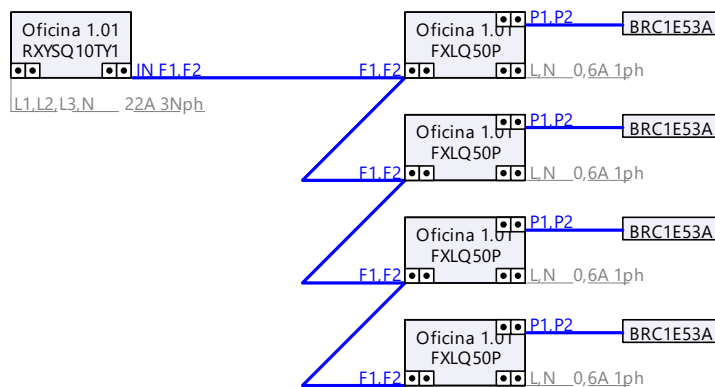 Oficina 1.01
RXYSQ10TY1
IN F1,F2
L1,L2,L3,N 22A 3Nph
Oficina 1.01
FXLQ50P
P1,P2
BRC1E53A
F1,F2
L,N 0,6A 1ph
Oficina 1.01
FXLQ50P
P1,P2
BRC1E53A
F1,F2
L,N 0,6A 1ph
Oficina 1.01
FXLQ50P
P1,P2
BRC1E53A
F1,F2
L,N 0,6A 1ph
Oficina 1.01
FXLQ50P
P1,P2
BRC1E53A
F1,F2
L,N 0,6A 1ph